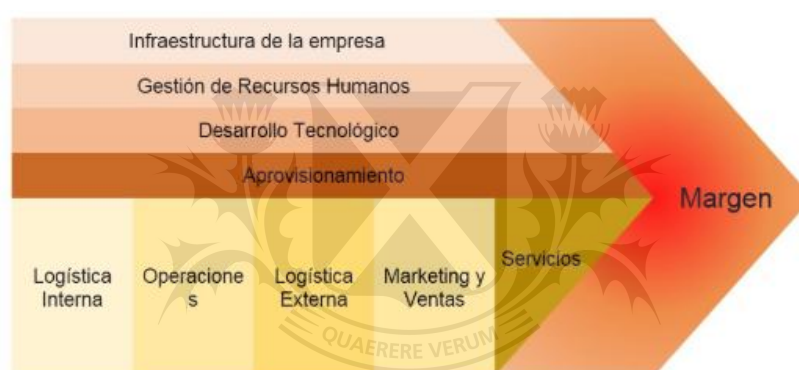 Infraestructura de la empresa
Gestión de Recursos Humanos
Desarrollo Tecnológico
Aprovisionamiento
Margen
Logística
Interna
Operacione
s
Logística
Externa
Marketing y
Ventas
Servicios
QUAERERE VERUM